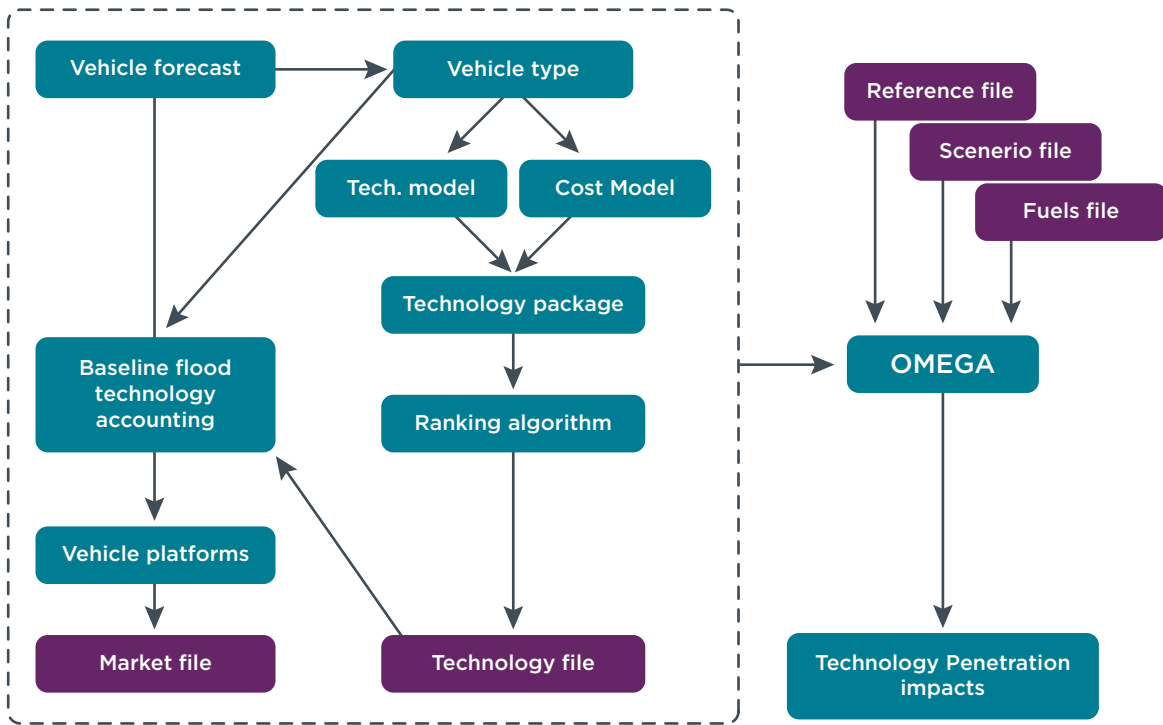 Vehicle forecast
Vehicle type
Reference file
Scenerio file
Fuels file
Tech. model
Cost Model
Technology package
Baseline flood
technology
accounting
OMEGA
Ranking algorithm
Vehicle platforms
Market file
Technology file
Technology Penetration
impacts